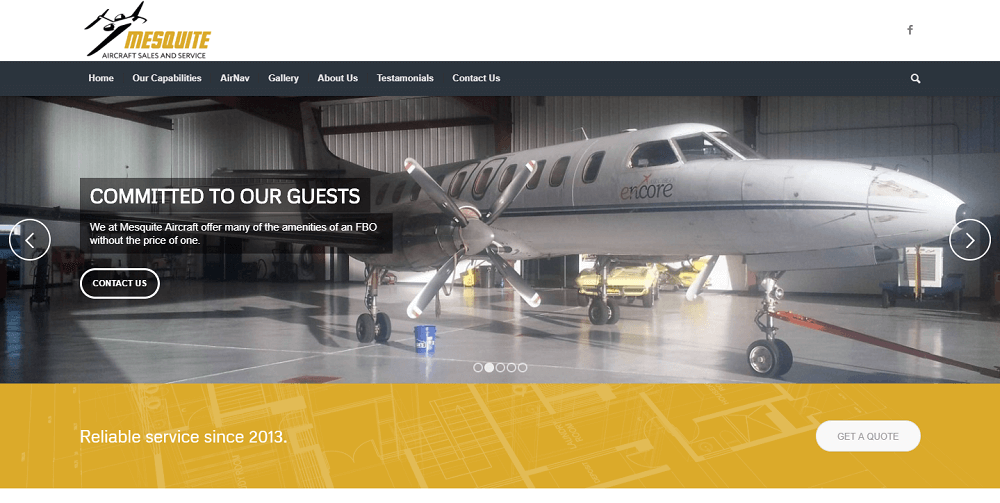 MESQUITE
AIRCRAFT SALES AND SERVICE
Home Our Capabilities AirNav Gallery About Us Testamonials Contact Us
COMMITTED TO OUR GUESTS
We at Mesquite Aircraft offer many of the amenities of an FBO
without the price of one.
CONTACT US
encore
Reliable service since 2013.
GET A QUOTE